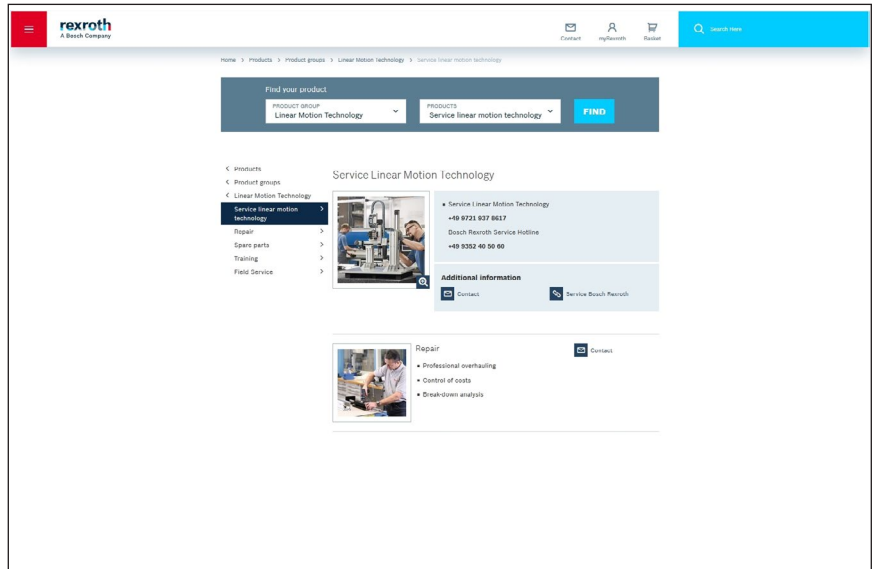 rexroth
A Bosch Company
Contact
myRexroth
Basket
Search Here
Home > Products > Product groups > Linear Motion Technology > Service linear motion technology
Find your product
PRODUCT GROUP
Linear Motion Technology
PRODUCTS
Service linear motion technology
FIND
Products
Product groups
Linear Motion Technology
Service linear motion
technology
Repair
Spare parts
Training
Field Service
Service Linear Motion Technology
Service Linear Motion Technology
+49 9721 937 8617
Bosch Rexroth Service Hotline
+49 9352 40 50 60
Additional information
Contact
Service Bosch Rexroth
Repair
Professional overhauling
Control of costs
Break-down analysis
Contact